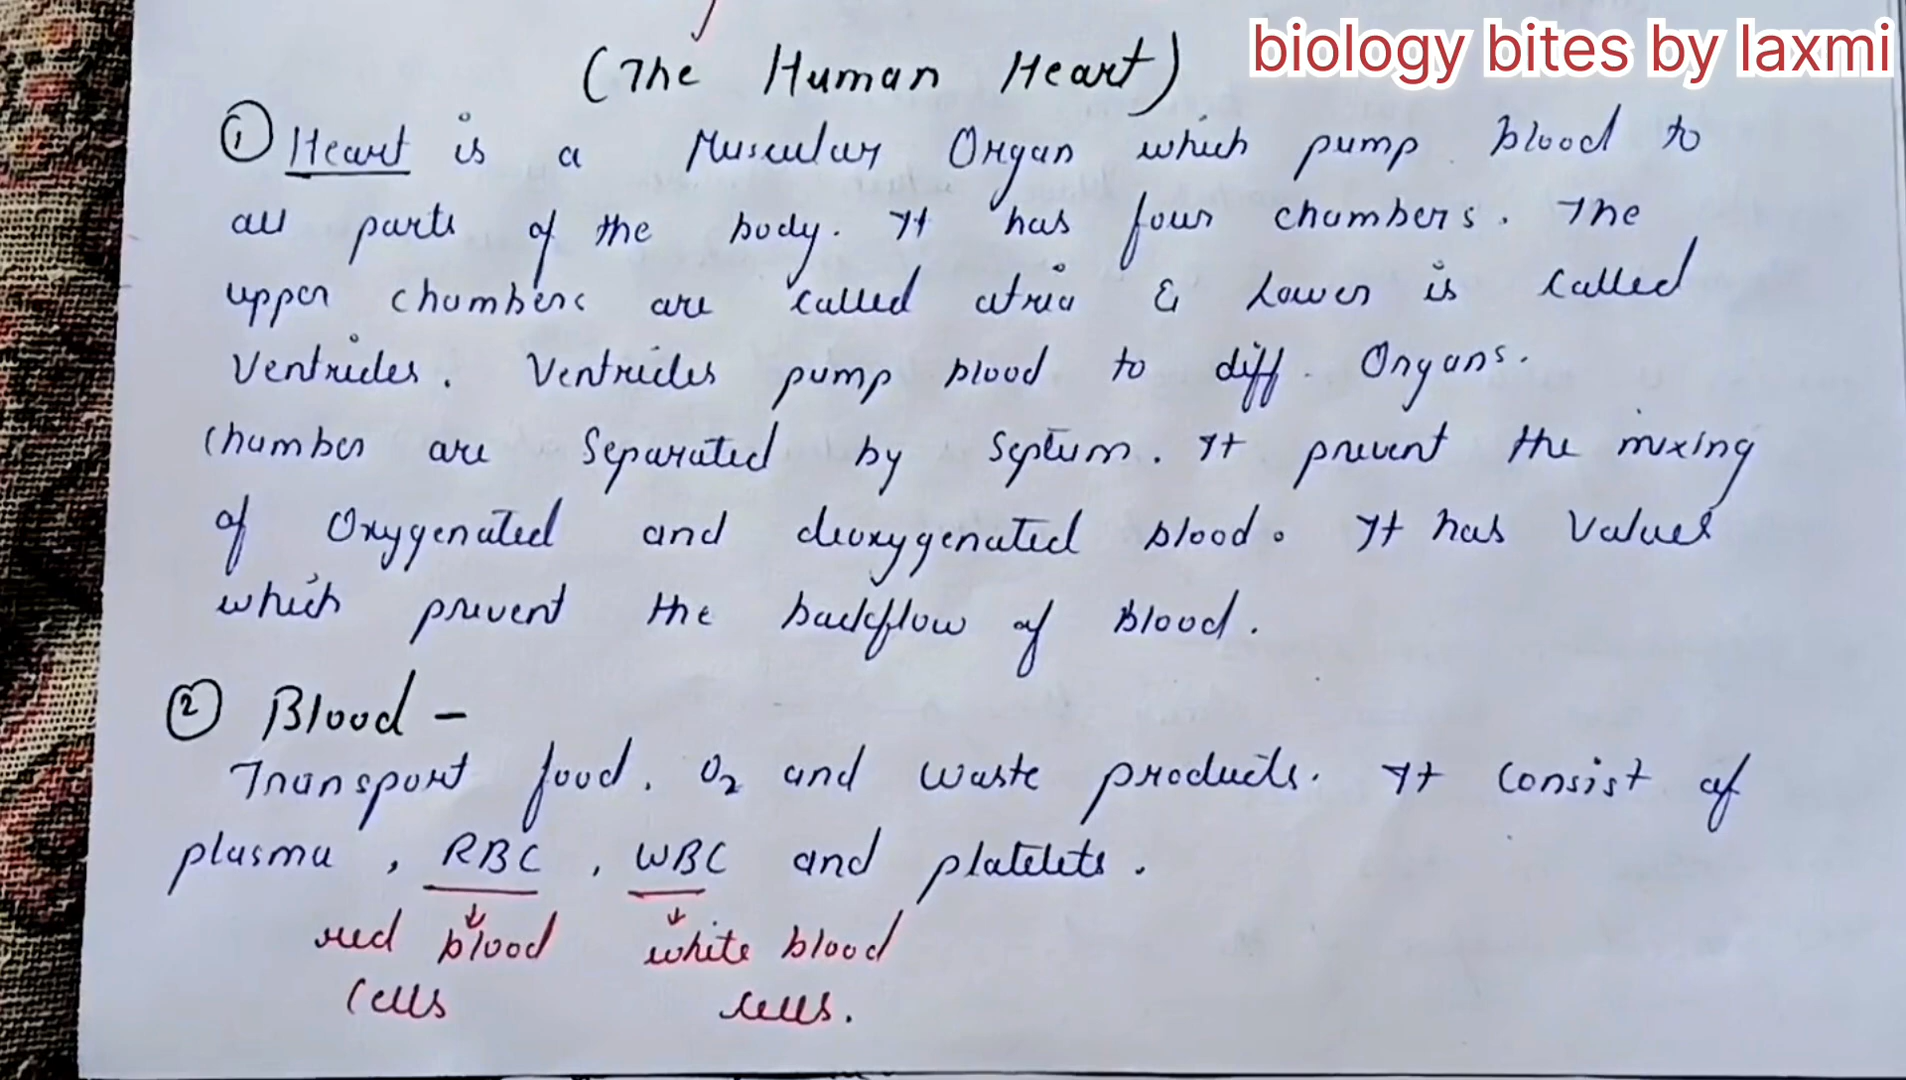 biology bites by laxmi
(The Human Heart)
① Heart is a Muscular Organ which pump blood to
all parts of the body. It has four chambers. The
upper chambers are called atria & Lower is called
Ventricles. Ventricles pump blood to diff. Organs.
Chamber are Separated by Septum. It prevent the mixing
of Oxygenated and deoxygenated blood. It has Valves
which prevent the backflow of Blood.
② Blood -
Transport food. O₂ and waste products. It Consist of
plasma, RBC, WBC and platelets.
red blood white blood
Cells cells.